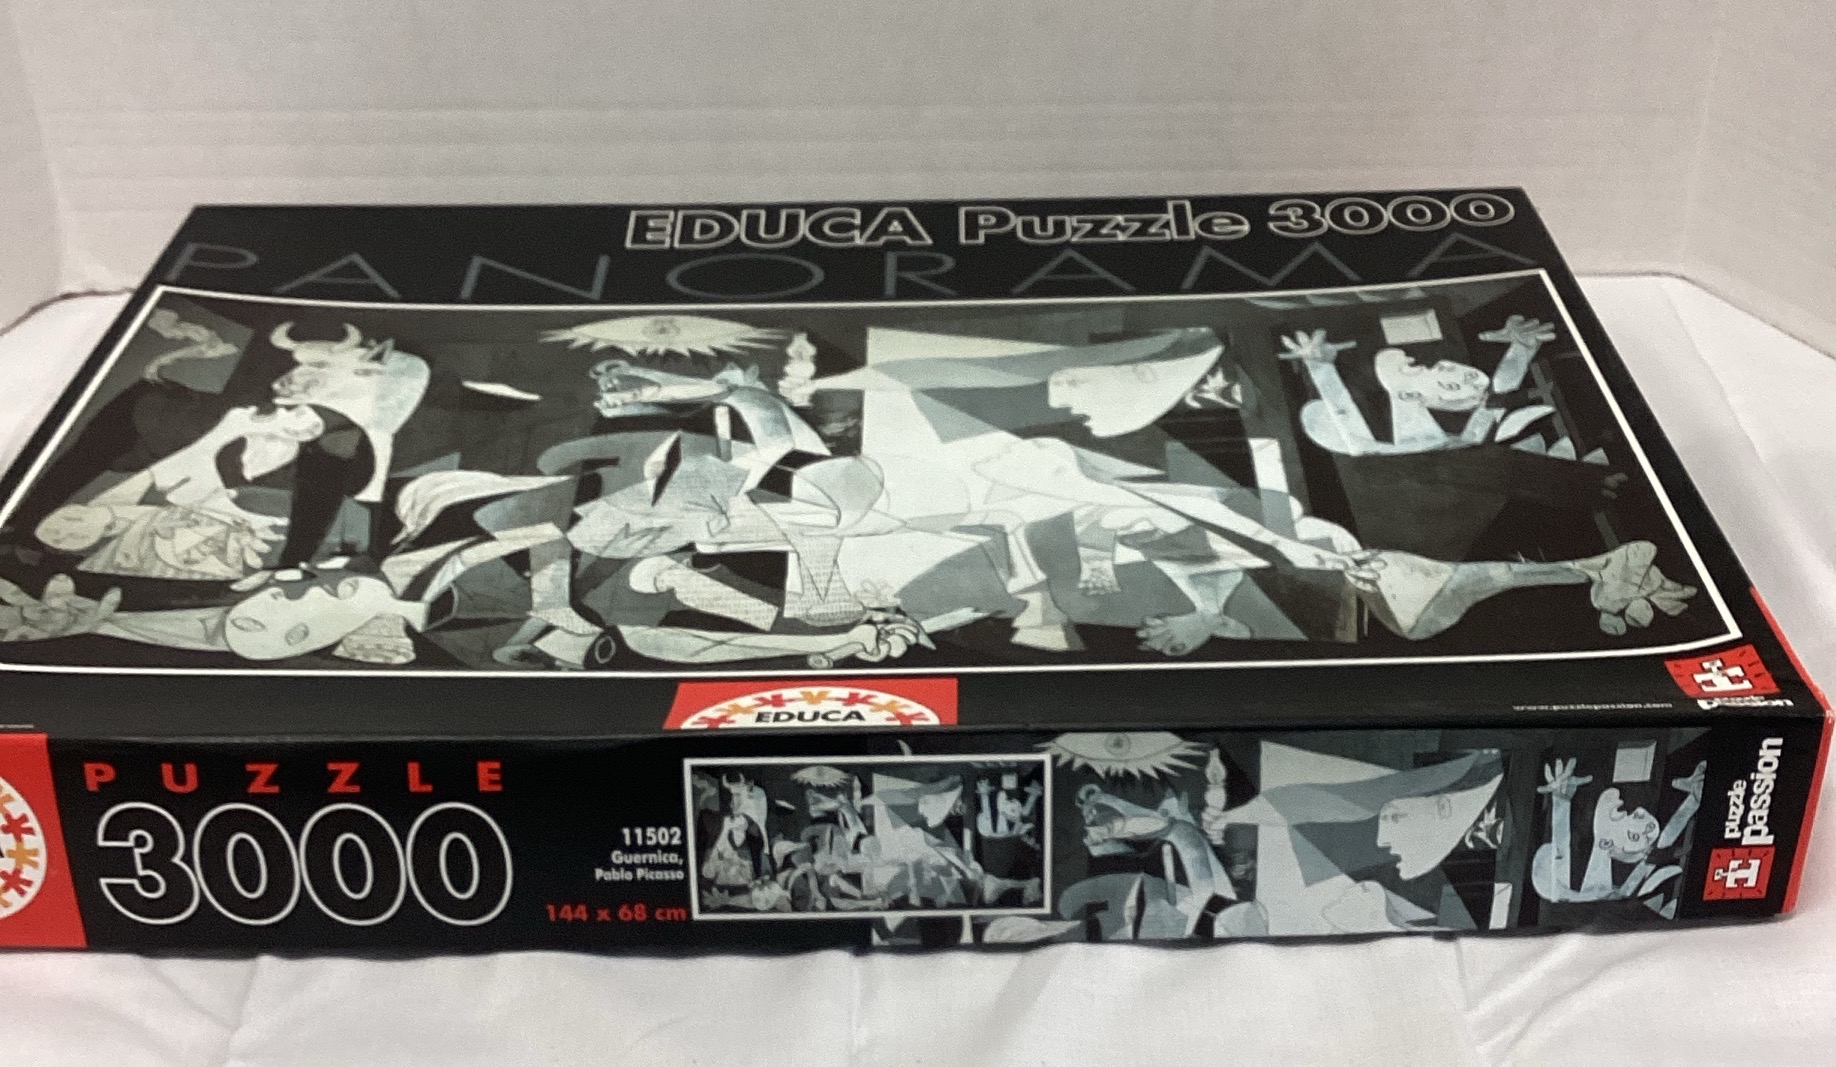 EDUCA Puzzle 3000
PANORAMA
EDUCA
www.puzzlepassion.com
passion
PUZZLE
3000
11502
Guernica,
Pablo Picasso
144 x 68 cm
puzzle
passion